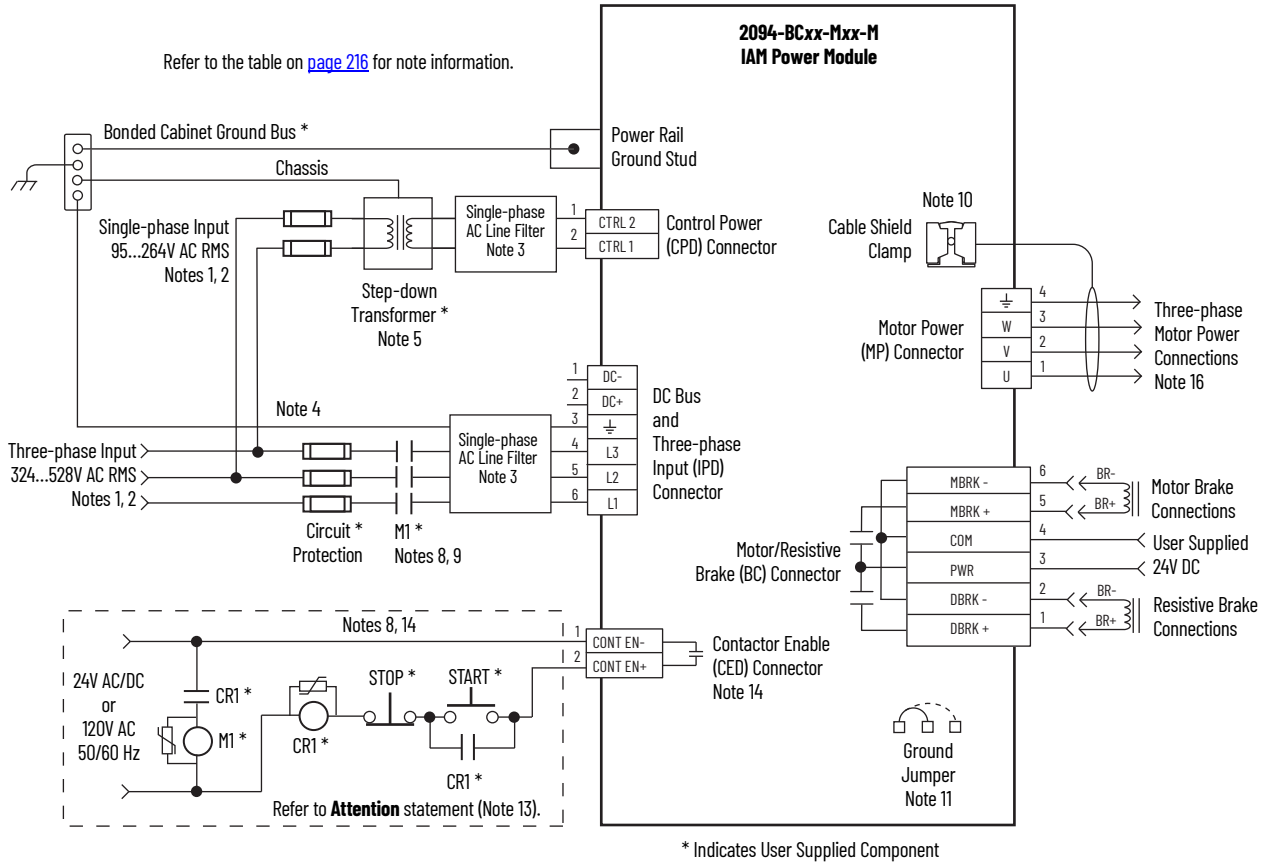 2094-BCxx-Mxx-M
IAM Power Module
Refer to the table on page 216 for note information.
Bonded Cabinet Ground Bus *
Power Rail
Ground Stud
Chassis
Single-phase Input
95...264V AC RMS
Notes 1, 2
Single-phase
AC Line Filter
Note 3
1
2
CTRL 2
CTRL 1
Control Power
(CPD) Connector
Step-down
Transformer *
Note 5
Note 10
Cable Shield
Clamp
Motor Power
(MP) Connector
W
V
U
4
3
2
1
Three-phase
Motor Power
Connections
Note 16
Note 4
Three-phase Input
324...528V AC RMS
Notes 1, 2
Circuit *
Protection
M1 *
Notes 8, 9
Single-phase
AC Line Filter
Note 3
1
2
3
4
5
6
DC-
DC+
L3
L2
L1
DC Bus
and
Three-phase
Input (IPD)
Connector
Motor/Resistive
Brake (BC) Connector
MBRK -
MBRK +
COM
PWR
DBRK -
DBRK +
6
5
4
3
2
1
BR-
BR+
Motor Brake
Connections
User Supplied
24V DC
BR-
BR+
Resistive Brake
Connections
Notes 8, 14
24V AC/DC
or
120V AC
50/60 Hz
CR1 *
M1 *
CR1 *
STOP *
START *
CR1 *
Refer to Attention statement (Note 13).
1
2
CONT EN-
CONT EN+
Contactor Enable
(CED) Connector
Note 14
Ground
Jumper
Note 11
* Indicates User Supplied Component